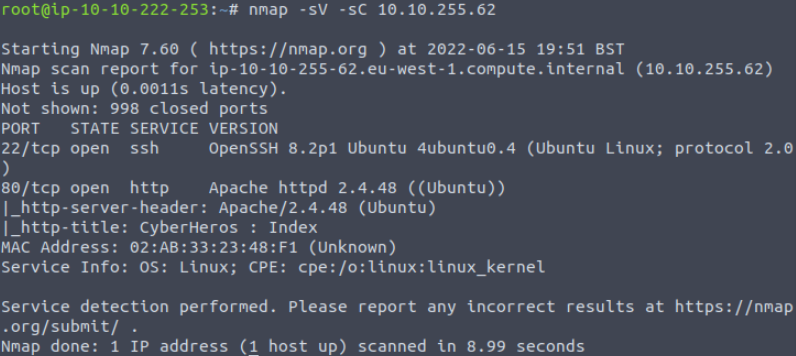 root@ip-10-10-222-253:~# nmap -sV -sC 10.10.255.62
Starting Nmap 7.60 ( https://nmap.org ) at 2022-06-15 19:51 BST
Nmap scan report for ip-10-10-255-62.eu-west-1.compute.internal (10.10.255.62)
Host is up (0.0011s latency).
Not shown: 998 closed ports
PORT   STATE SERVICE VERSION
22/tcp open  ssh     OpenSSH 8.2p1 Ubuntu 4ubuntu0.4 (Ubuntu Linux; protocol 2.0
)
80/tcp open  http    Apache httpd 2.4.48 ((Ubuntu))
|_http-server-header: Apache/2.4.48 (Ubuntu)
|_http-title: CyberHeros : Index
MAC Address: 02:AB:33:23:48:F1 (Unknown)
Service Info: OS: Linux; CPE: cpe:/o:linux:linux_kernel
Service detection performed. Please report any incorrect results at https://nmap
.org/submit/ .
Nmap done: 1 IP address (1 host up) scanned in 8.99 seconds